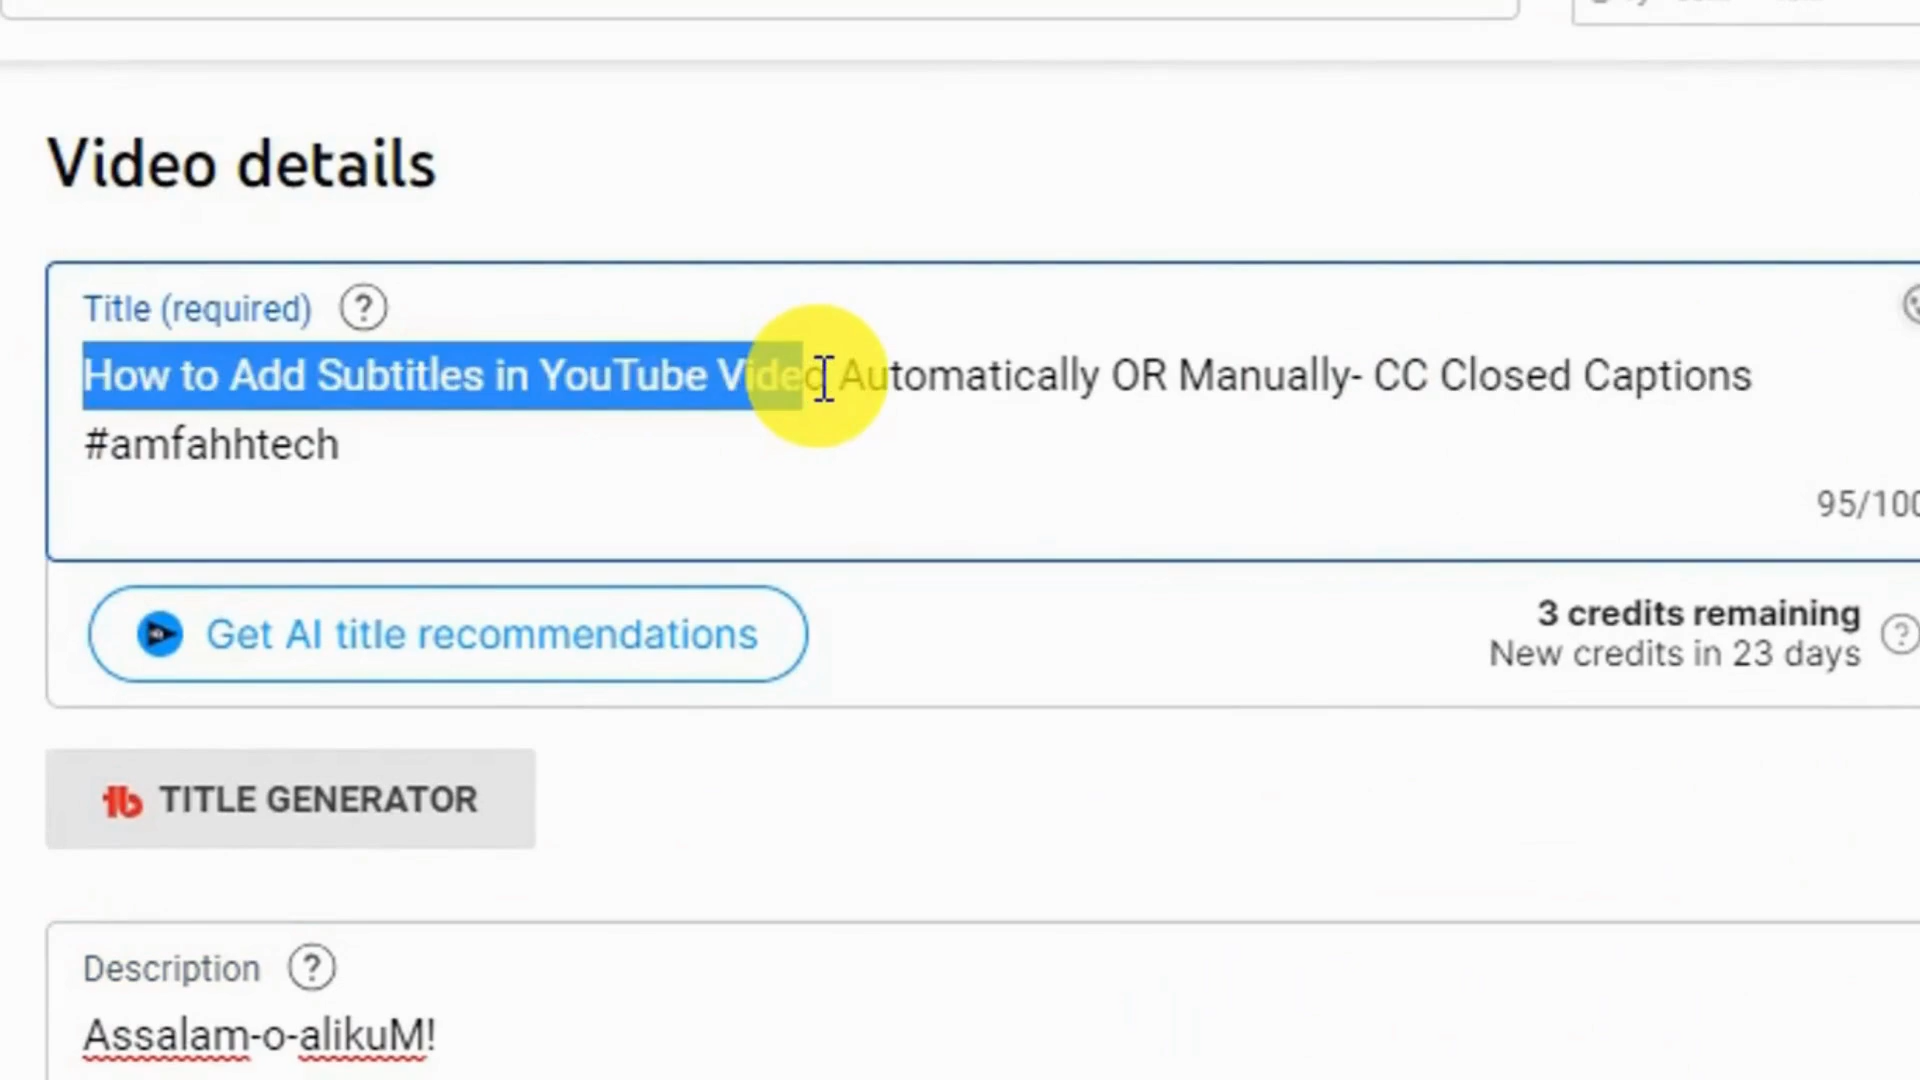 Video details
Title (required) ?
How to Add Subtitles in YouTube Video Automatically OR Manually- CC Closed Captions
#amfahhtech
95/100
Get AI title recommendations
3 credits remaining
New credits in 23 days ?
tb TITLE GENERATOR
Description ?
Assalam-o-alikuM!